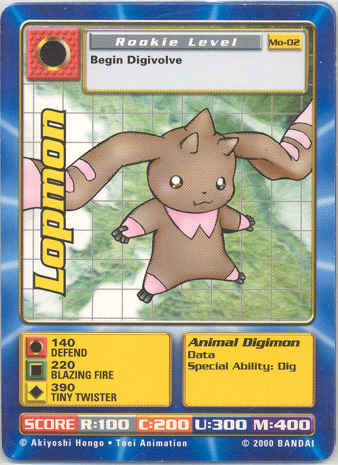 Rookie Level
Mo-02
Begin Digivolve
Lopmon
140
DEFEND
220
BLAZING FIRE
390
TINY TWISTER
Animal Digimon
Data
Special Ability: Dig
SCORE R:100 C:200 U:300 M:400
© Akiyoshi Hongo • Toei Animation © 2000 BANDAI